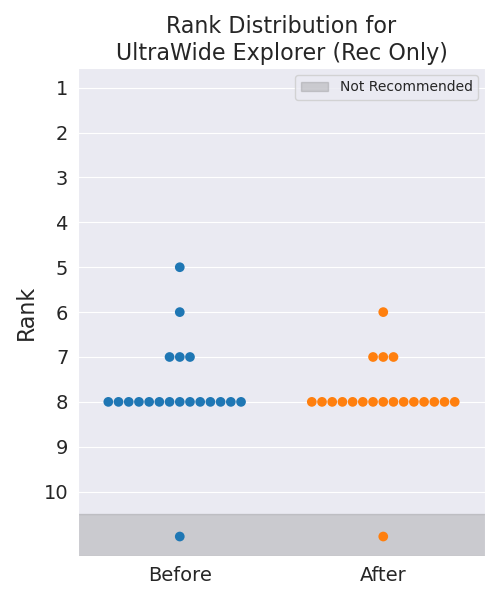 Rank Distribution for
UltraWide Explorer (Rec Only)
Not Recommended
1
2
3
4
5
6
7
8
9
10
Rank
Before
After